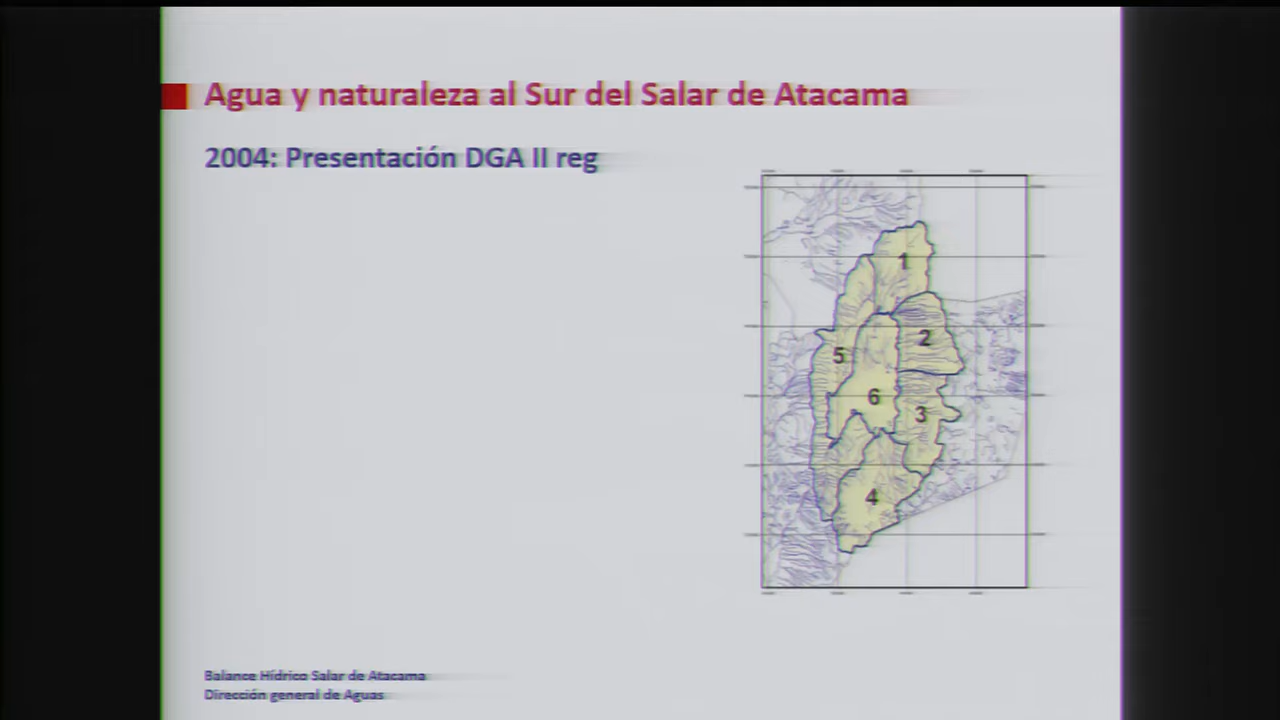 Agua y naturaleza al Sur del Salar de Atacama
2004: Presentación DGA II reg
1
2
5
6
3
4
Balance Hídrico Salar de Atacama
Dirección general de Aguas